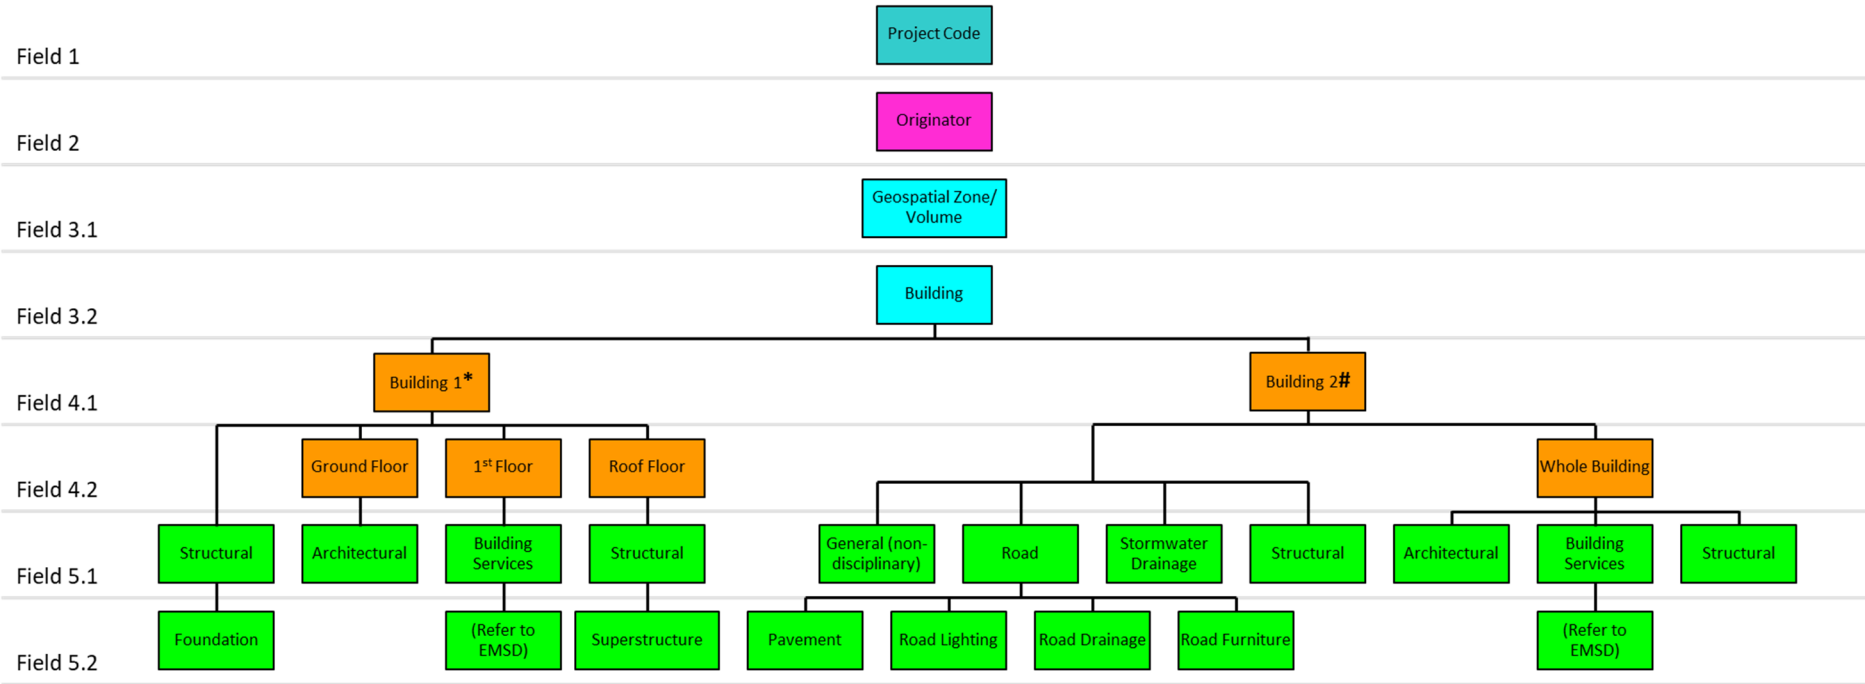 Project Code
Field 1
Originator
Field 2
Geospatial Zone/
Volume
Field 3.1
Building
Field 3.2
Building 1*
Building 2#
Field 4.1
Ground Floor
1st Floor
Roof Floor
Whole Building
Field 4.2
Structural
Architectural
Building
Services
Structural
General (non-
disciplinary)
Road
Stormwater
Drainage
Structural
Architectural
Building
Services
Structural
Field 5.1
Foundation
(Refer to
EMSD)
Superstructure
Pavement
Road Lighting
Road Drainage
Road Furniture
(Refer to
EMSD)
Field 5.2